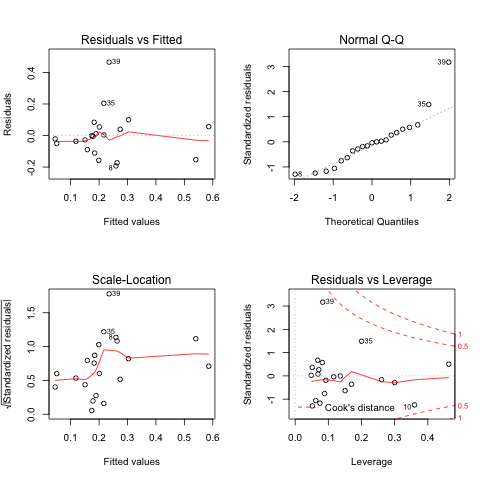 Residuals vs Fitted
Residuals
0.4
0.2
0.0
-0.2
39
35
8
0.1 0.2 0.3 0.4 0.5 0.6
Fitted values
Normal Q-Q
Standardized residuals
3
2
1
0
-1
39
35
8
-2 -1 0 1 2
Theoretical Quantiles
Scale-Location
√|Standardized residuals|
1.5
1.0
0.5
0.0
39
35
8
0.1 0.2 0.3 0.4 0.5 0.6
Fitted values
Residuals vs Leverage
Standardized residuals
3
2
1
0
-1
39
35
10
Cook's distance
1
0.5
0.5
1
0.0 0.1 0.2 0.3 0.4
Leverage